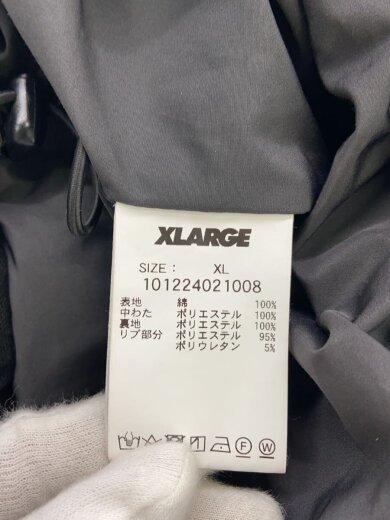 XLARGE
SIZE : XL
101224021008
表地 綿 100%
中わた ポリエステル 100%
裏地 ポリエステル 100%
リブ部分 ポリエステル 95%
ポリウレタン 5%
F W